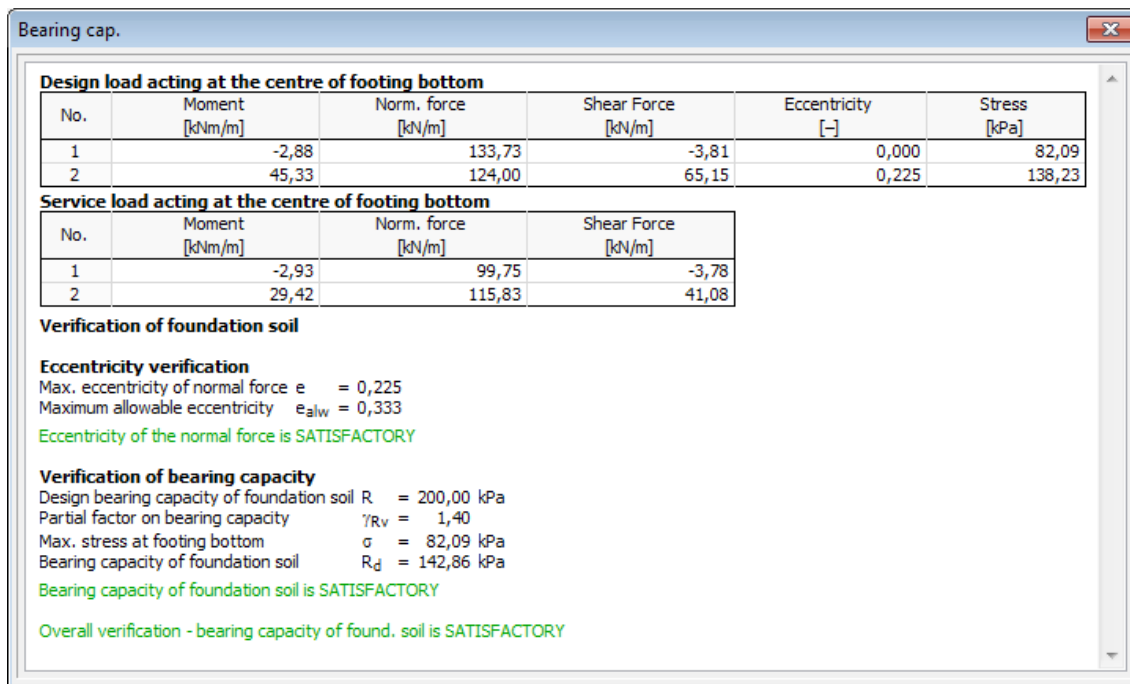 Bearing cap.
Design load acting at the centre of footing bottom
No. Moment Norm. force Shear Force Eccentricity Stress
[kNm/m] [kN/m] [kN/m] [–] [kPa]
1 -2,88 133,73 -3,81 0,000 82,09
2 45,33 124,00 65,15 0,225 138,23
Service load acting at the centre of footing bottom
No. Moment Norm. force Shear Force
[kNm/m] [kN/m] [kN/m]
1 -2,93 99,75 -3,78
2 29,42 115,83 41,08
Verification of foundation soil
Eccentricity verification
Max. eccentricity of normal force e = 0,225
Maximum allowable eccentricity e_alw = 0,333
Eccentricity of the normal force is SATISFACTORY
Verification of bearing capacity
Design bearing capacity of foundation soil R = 200,00 kPa
Partial factor on bearing capacity γ_Rv = 1,40
Max. stress at footing bottom σ = 82,09 kPa
Bearing capacity of foundation soil R_d = 142,86 kPa
Bearing capacity of foundation soil is SATISFACTORY
Overall verification - bearing capacity of found. soil is SATISFACTORY